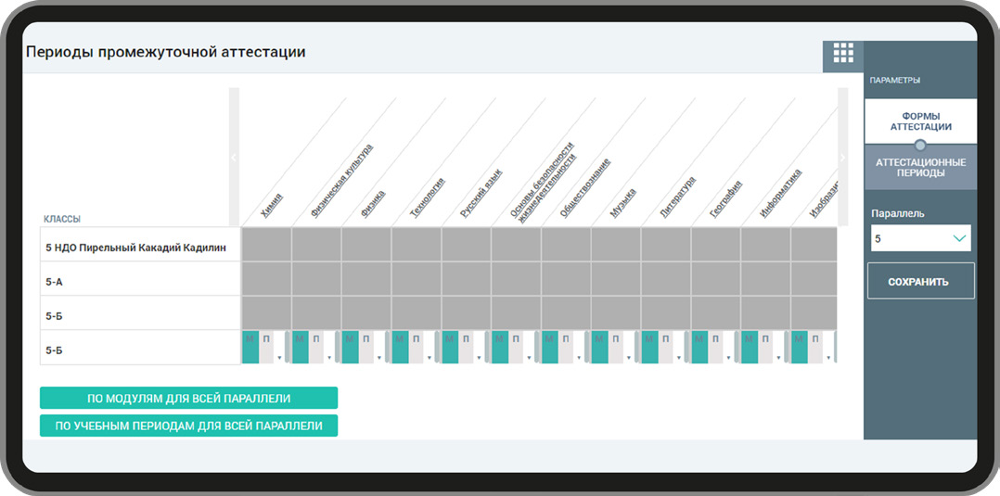 Периоды промежуточной аттестации
ПАРАМЕТРЫ
ФОРМЫ
АТТЕСТАЦИИ
АТТЕСТАЦИОННЫЕ
ПЕРИОДЫ
Параллель
5
СОХРАНИТЬ
КЛАССЫ
Химия
Физическая культура
Физика
Технология
Русский язык
Основы безопасности
жизнедеятельности
Обществознание
Музыка
Литература
География
Информатика
5 НДО Пирельный Какадий Кадилин
5-А
5-Б
5-Б
М П М П М П М П М П М П М П М П М П М П М П М П
ПО МОДУЛЯМ ДЛЯ ВСЕЙ ПАРАЛЛЕЛИ
ПО УЧЕБНЫМ ПЕРИОДАМ ДЛЯ ВСЕЙ ПАРАЛЛЕЛИ